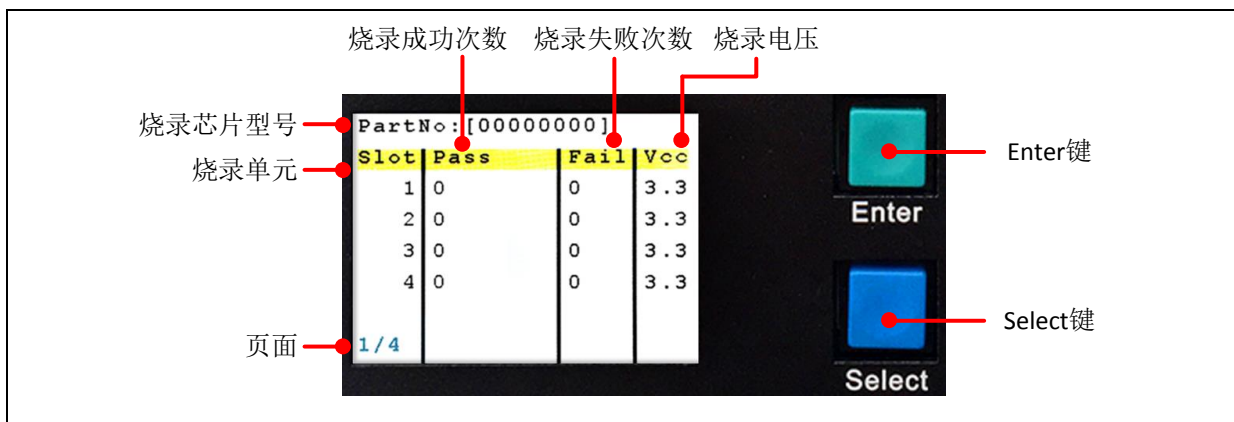 烧录成功次数 烧录失败次数 烧录电压
烧录芯片型号
PartNo:[00000000]
烧录单元
Slot Pass Fail Vcc
1 0 0 3.3
2 0 0 3.3
3 0 0 3.3
4 0 0 3.3
页面
1/4
Enter键
Enter
Select键
Select